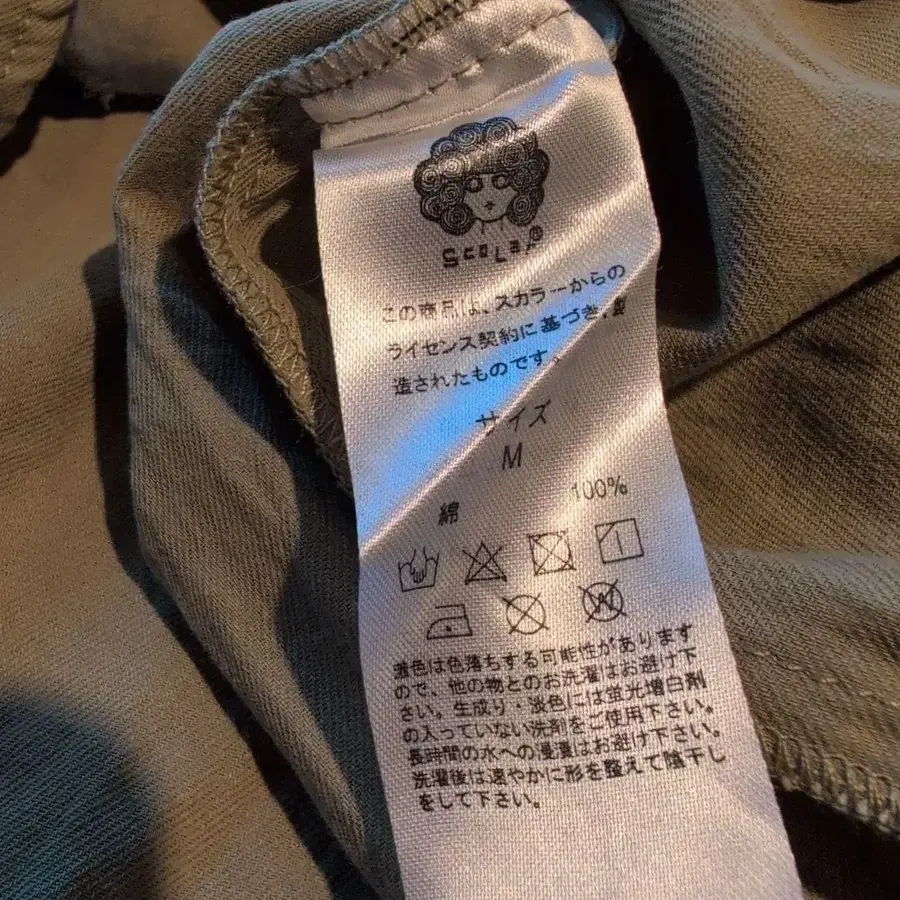 ScoLar®
この商品は、スカラーからの
ライセンス契約に基づき、製
造されたものです。
サイズ
M
綿 100%
W
濃色は色落ちする可能性があります
ので、他の物とのお洗濯はお避け下
さい。生成り・淡色には蛍光増白剤
の入っていない洗剤をご使用下さい。
長時間の水への浸漬はお避け下さい。
洗濯後は速やかに形を整えて陰干し
をして下さい。